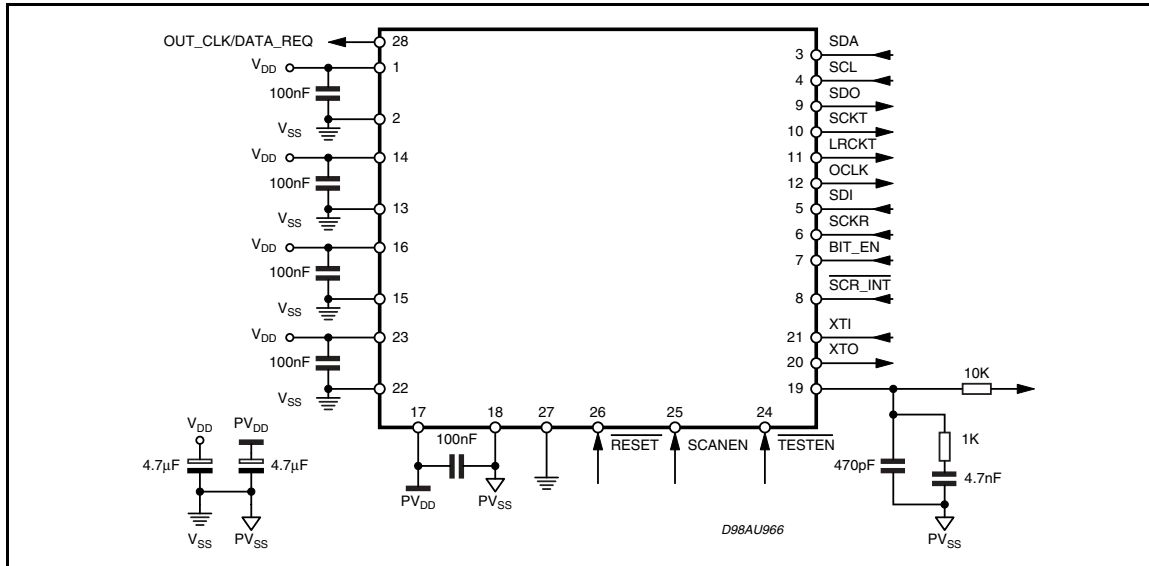 OUT_CLK/DATA_REQ
28
VDD
1
100nF
VSS
2
VDD
14
100nF
VSS
13
VDD
16
100nF
VSS
15
VDD
23
100nF
VSS
22
3
SDA
4
SCL
9
SDO
10
SCKT
11
LRCKT
12
OCLK
5
SDI
6
SCKR
7
BIT_EN
8
SCR_INT
21
XTI
20
XTO
19
10K
1K
470pF
4.7nF
PVSS
17
18
27
26
25
24
100nF
RESET
SCANEN
TESTEN
PVDD
PVSS
VDD
PVDD
4.7μF
4.7μF
VSS
PVSS
D98AU966